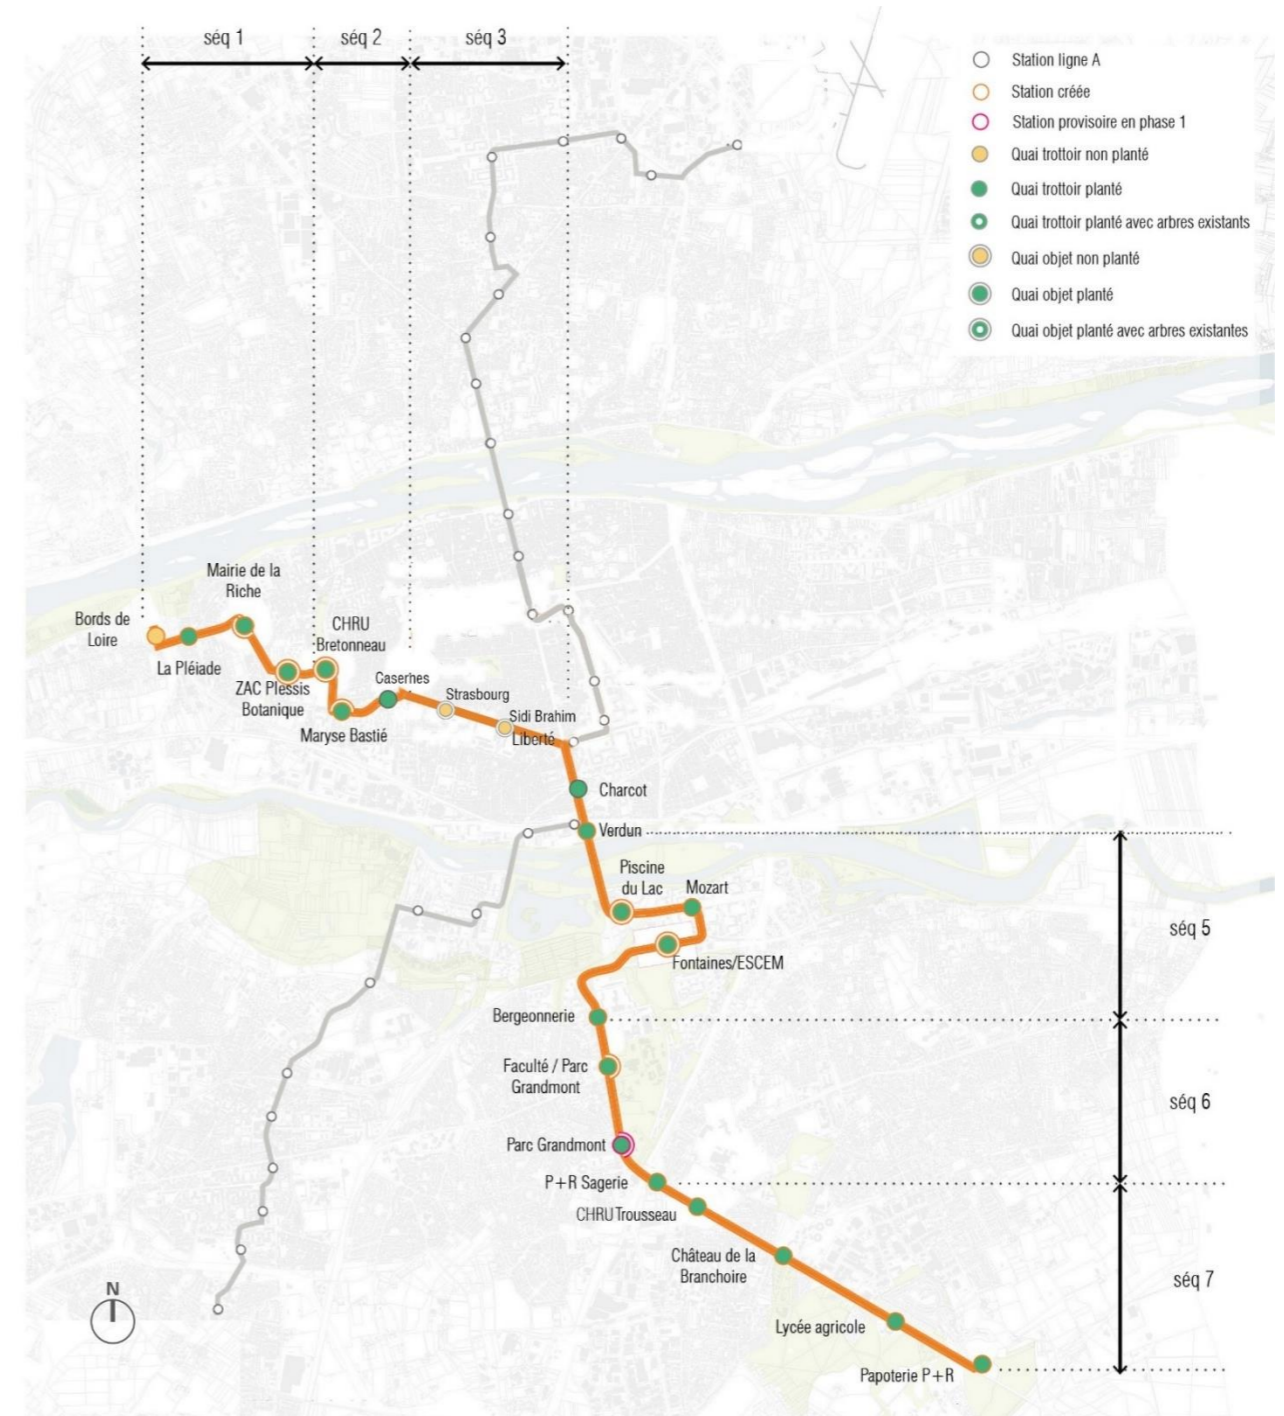 séq 1
séq 2
séq 3
Station ligne A
Station créée
Station provisoire en phase 1
Quai trottoir non planté
Quai trottoir planté
Quai trottoir planté avec arbres existants
Quai objet non planté
Quai objet planté
Quai objet planté avec arbres existantes
Mairie de la
Riche
Bords de
Loire
La Pléiade
CHRU
Bretonneau
ZAC Plessis
Botanique
Maryse Bastié
Casernes
Strasbourg
Sidi Brahim
Liberté
Charcot
Verdun
Piscine
du Lac
Mozart
séq 5
Fontaines/ESCEM
Bergeonnerie
Faculté / Parc
Grandmont
séq 6
Parc Grandmont
P+R Sagerie
CHRU Trousseau
Château de la
Branchoire
séq 7
N
Lycée agricole
Papoterie P+R